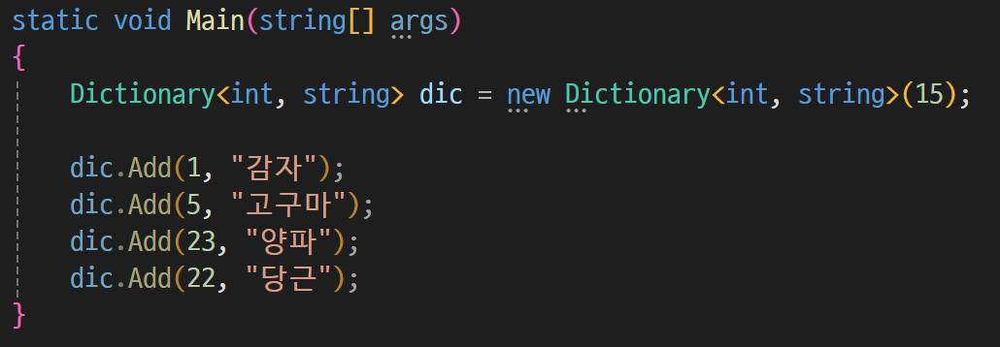 static void Main(string[] args)
{
Dictionary<int, string> dic = new Dictionary<int, string>(15);
dic.Add(1, "감자");
dic.Add(5, "고구마");
dic.Add(23, "양파");
dic.Add(22, "당근");
}